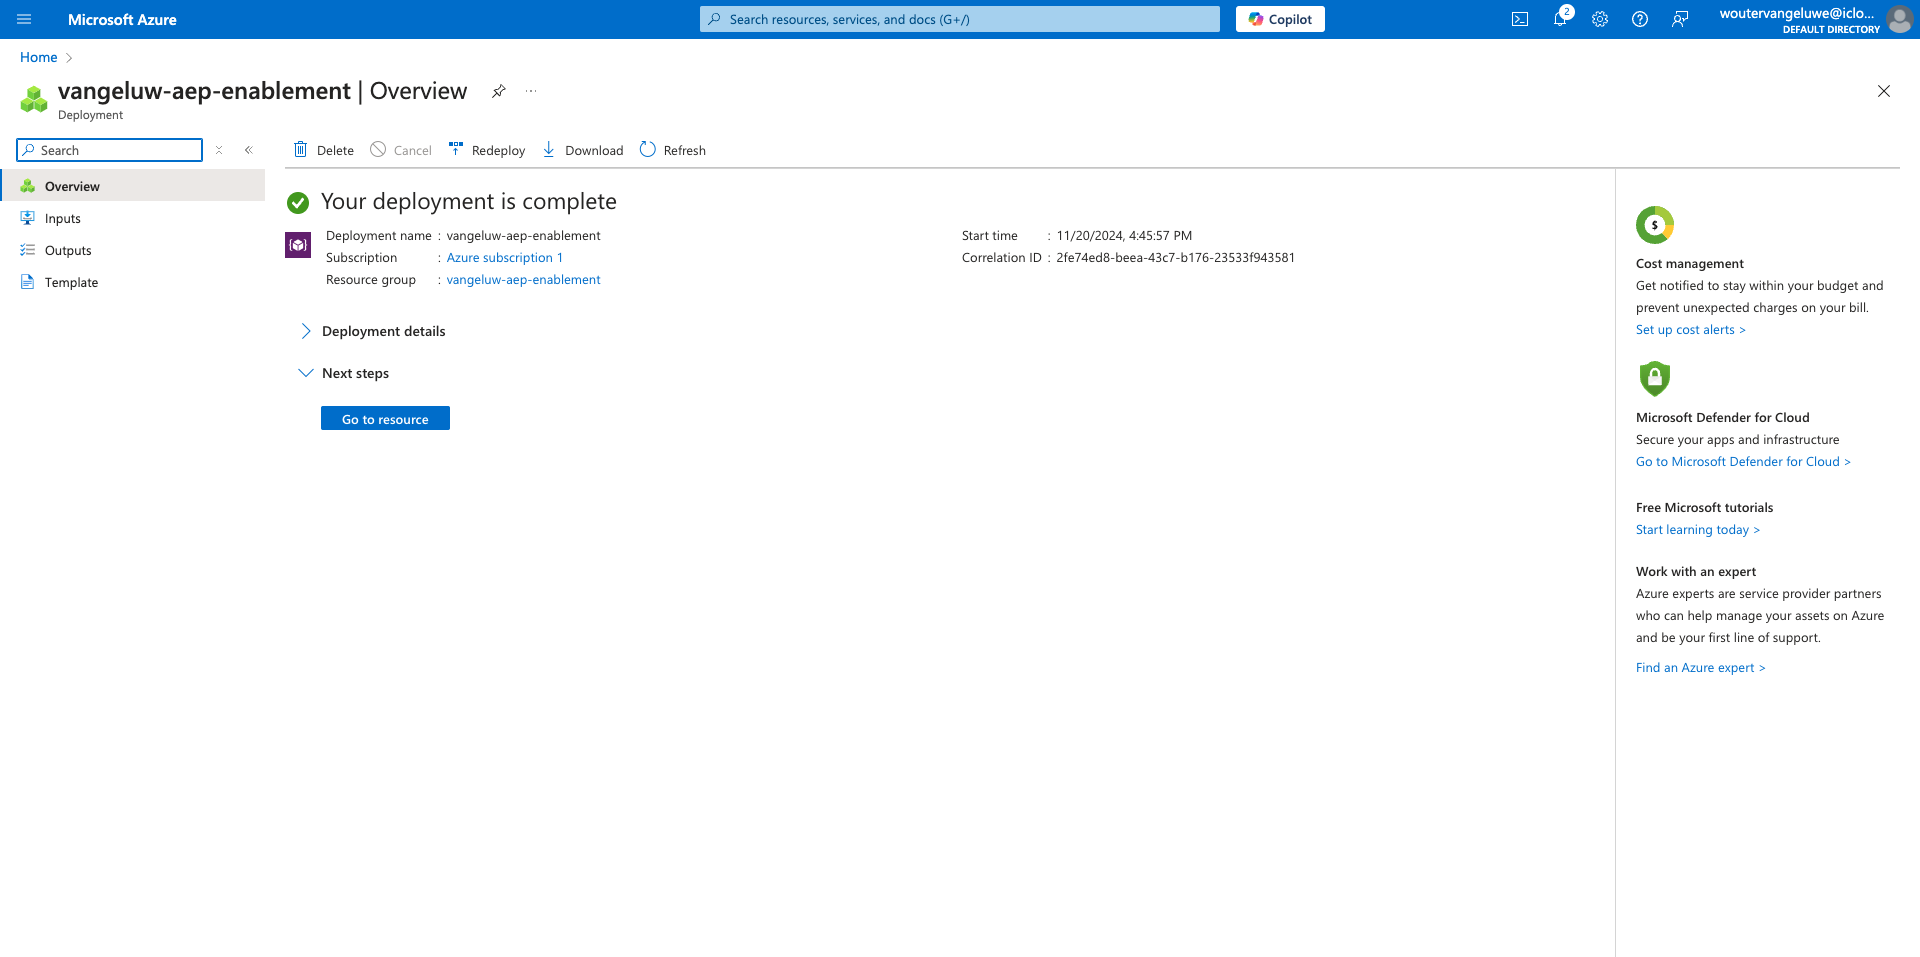 Microsoft Azure
Search resources, services, and docs (G+/)
Copilot
2
woutervangeluwe@iclo...
DEFAULT DIRECTORY
Home
vangeluw-aep-enablement | Overview
Deployment
Search
Delete
Cancel
Redeploy
Download
Refresh
Overview
Inputs
Outputs
Template
Your deployment is complete
Deployment name : vangeluw-aep-enablement
Subscription : Azure subscription 1
Resource group : vangeluw-aep-enablement
Start time : 11/20/2024, 4:45:57 PM
Correlation ID : 2fe74ed8-beea-43c7-b176-23533f943581
Deployment details
Next steps
Go to resource
$
Cost management
Get notified to stay within your budget and
prevent unexpected charges on your bill.
Set up cost alerts >
Microsoft Defender for Cloud
Secure your apps and infrastructure
Go to Microsoft Defender for Cloud >
Free Microsoft tutorials
Start learning today >
Work with an expert
Azure experts are service provider partners
who can help manage your assets on Azure
and be your first line of support.
Find an Azure expert >